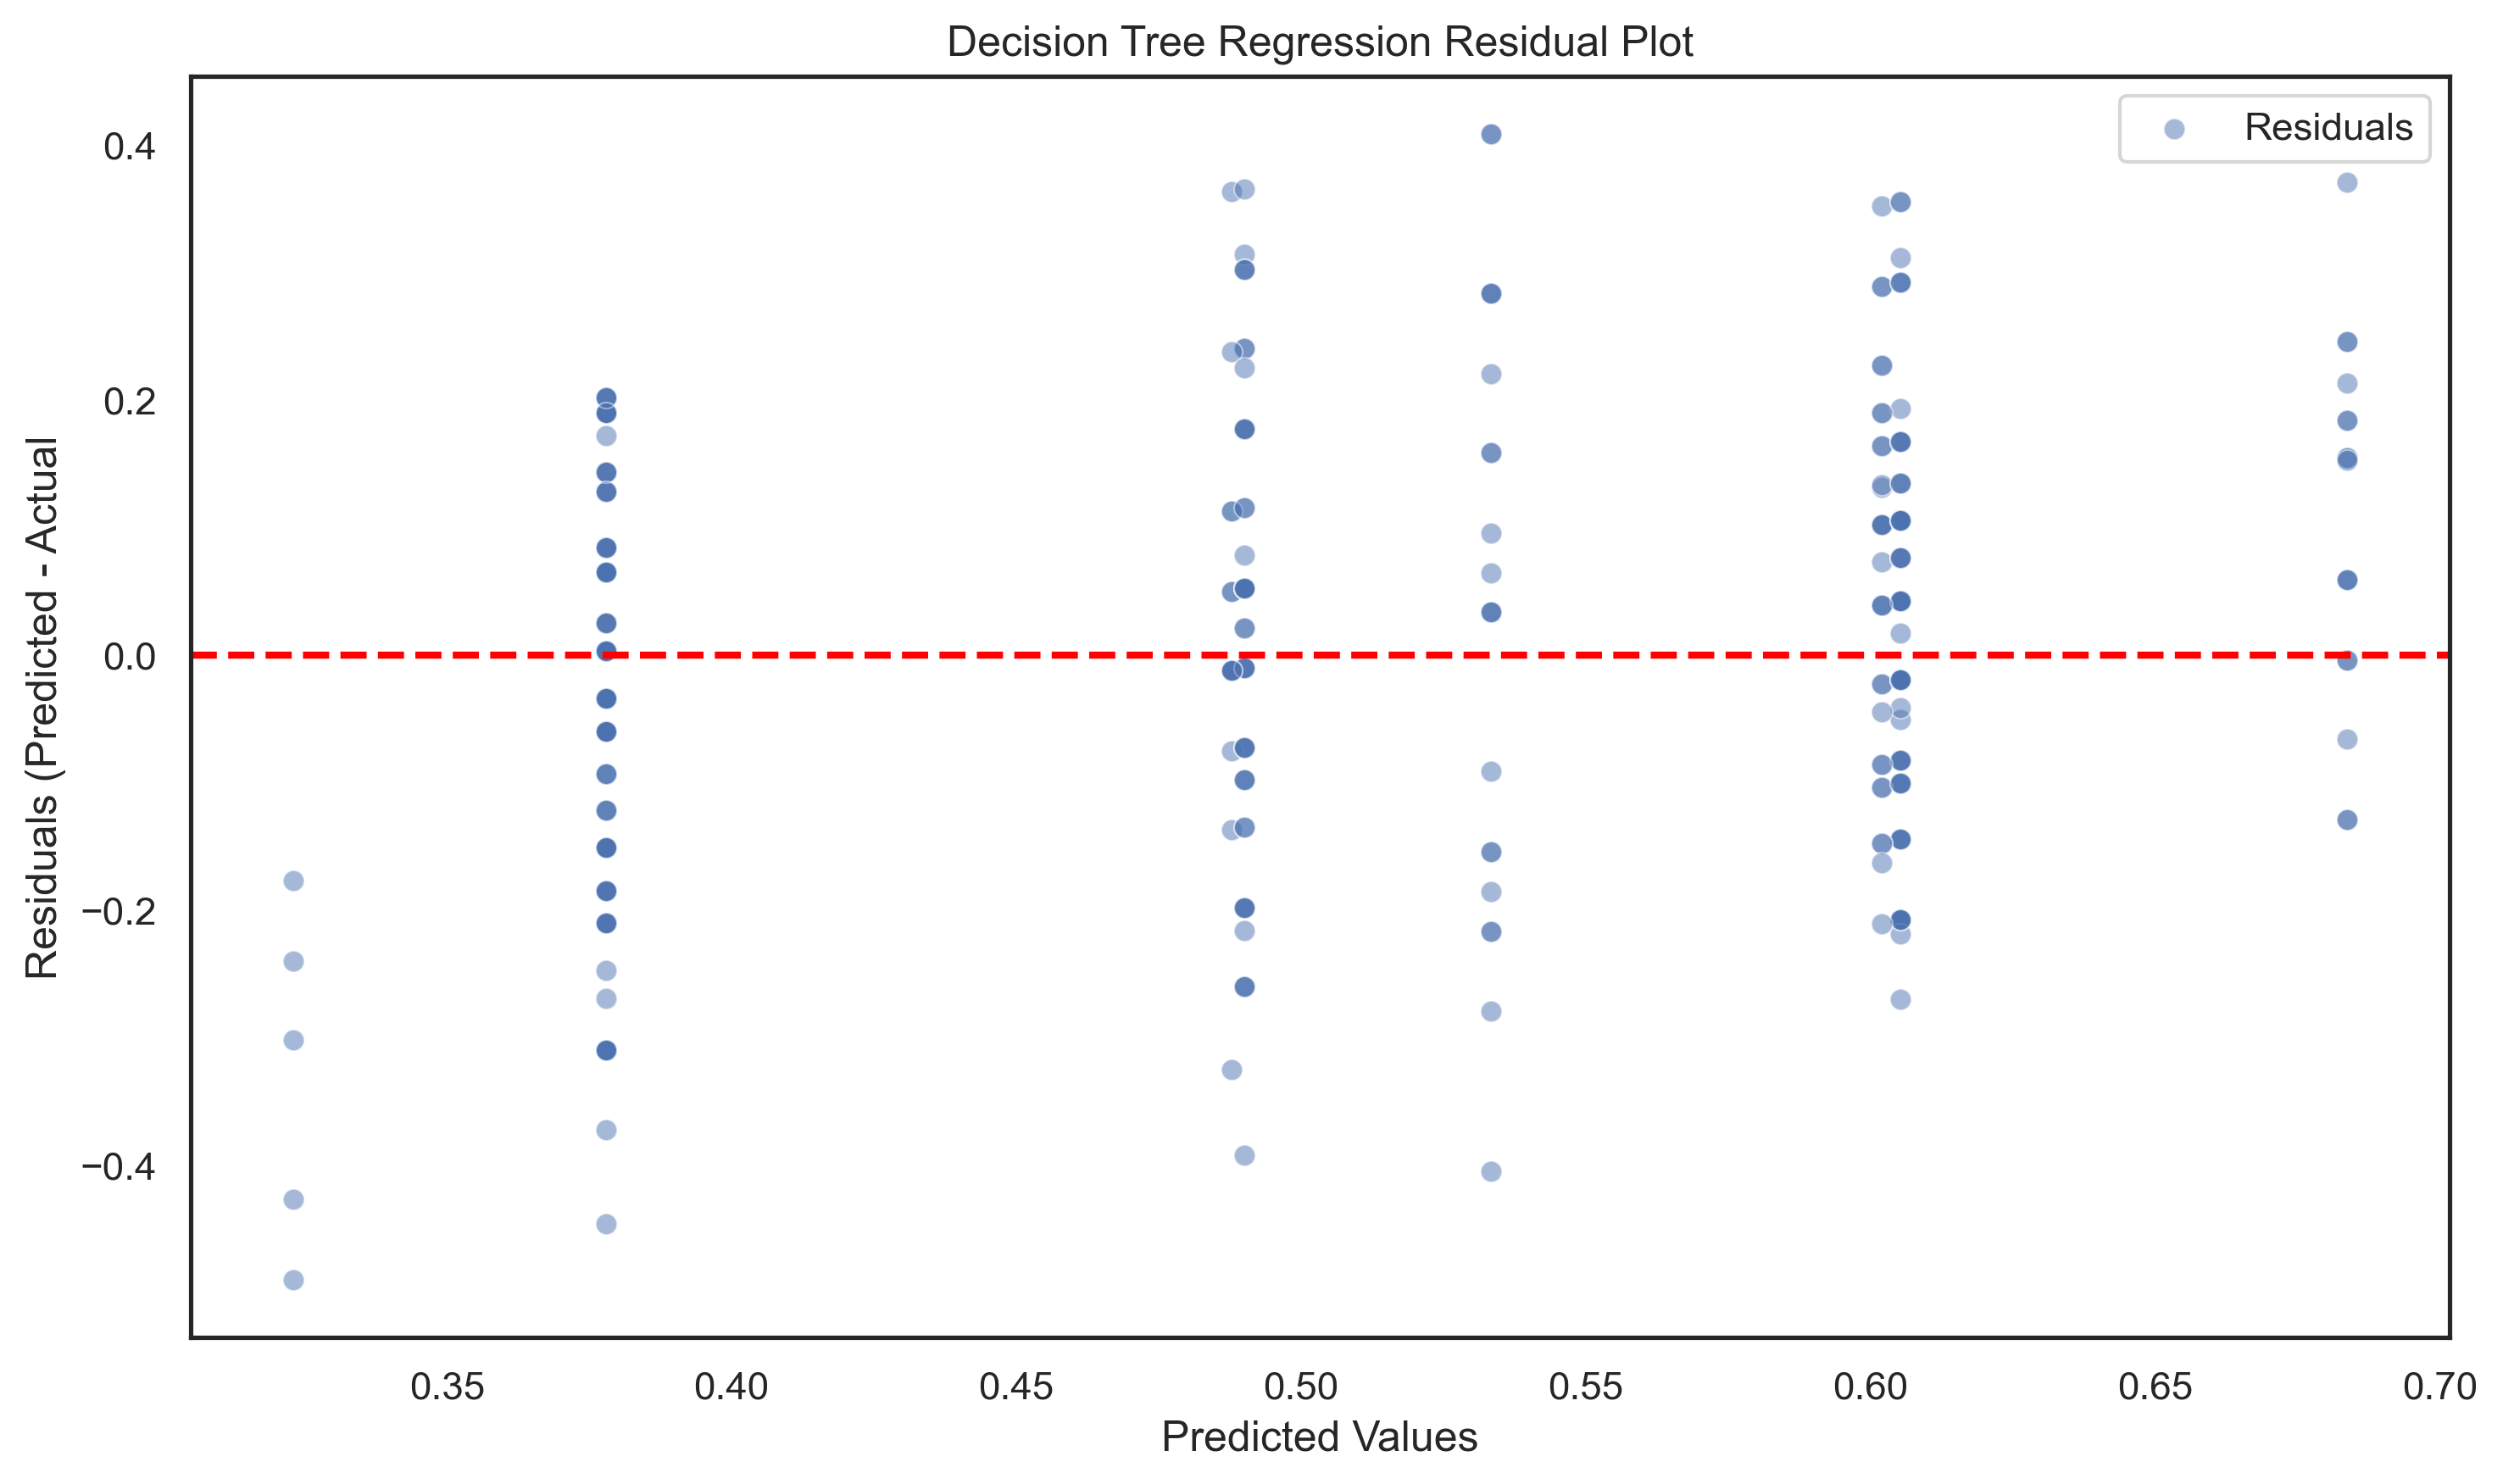 Decision Tree Regression Residual Plot
Residuals
0.4
0.2
0.0
−0.2
−0.4
Residuals (Predicted - Actual
0.35 0.40 0.45 0.50 0.55 0.60 0.65 0.70
Predicted Values